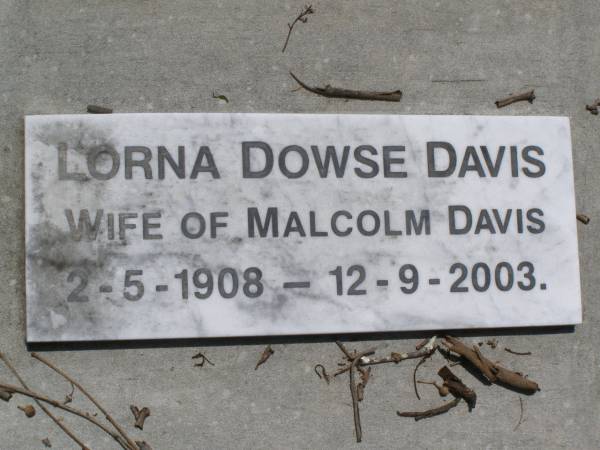 LORNA DOWSE DAVIS
WIFE OF MALCOLM DAVIS
2-5-1908 — 12-9-2003.